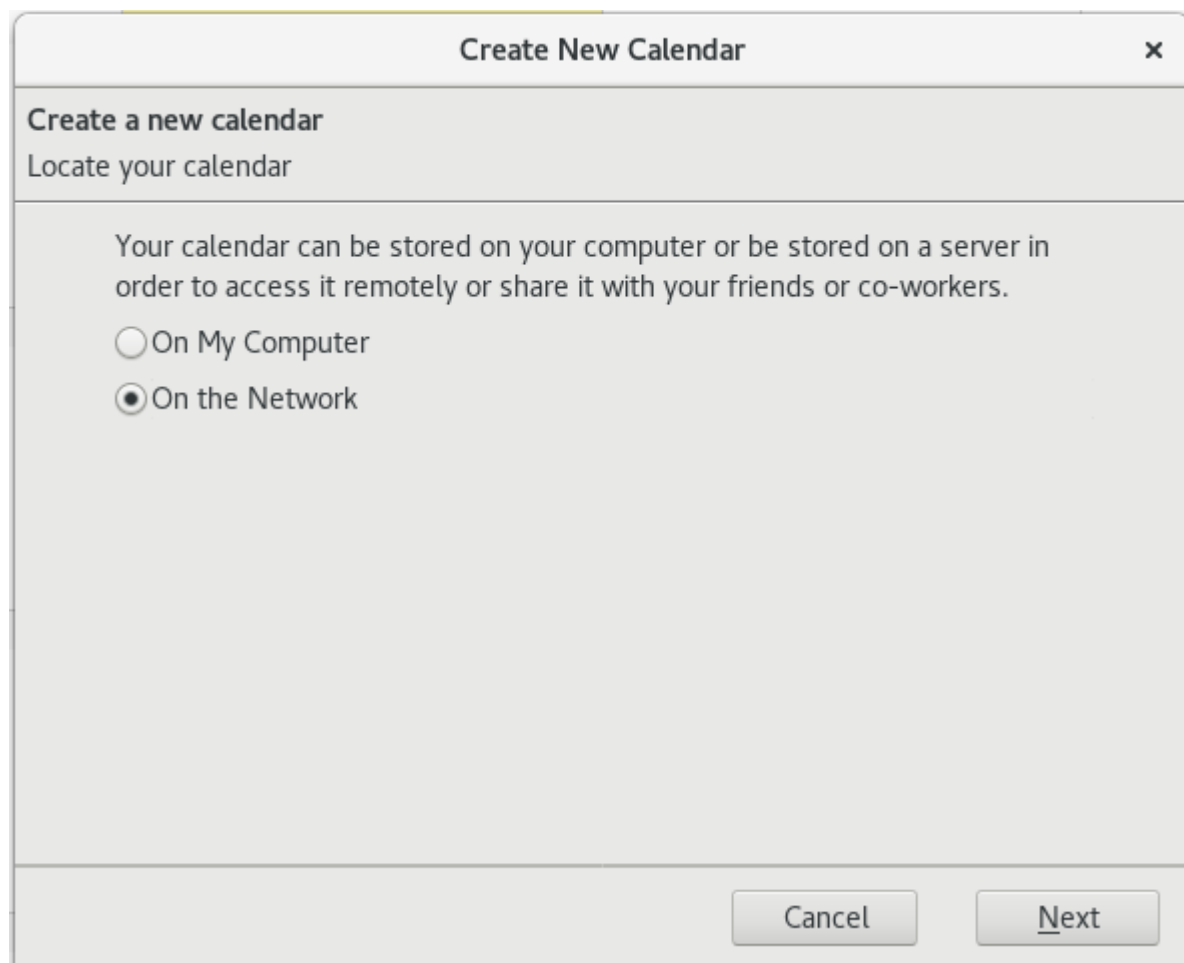 Create New Calendar
Create a new calendar
Locate your calendar
Your calendar can be stored on your computer or be stored on a server in
order to access it remotely or share it with your friends or co-workers.
On My Computer
On the Network
Cancel
Next